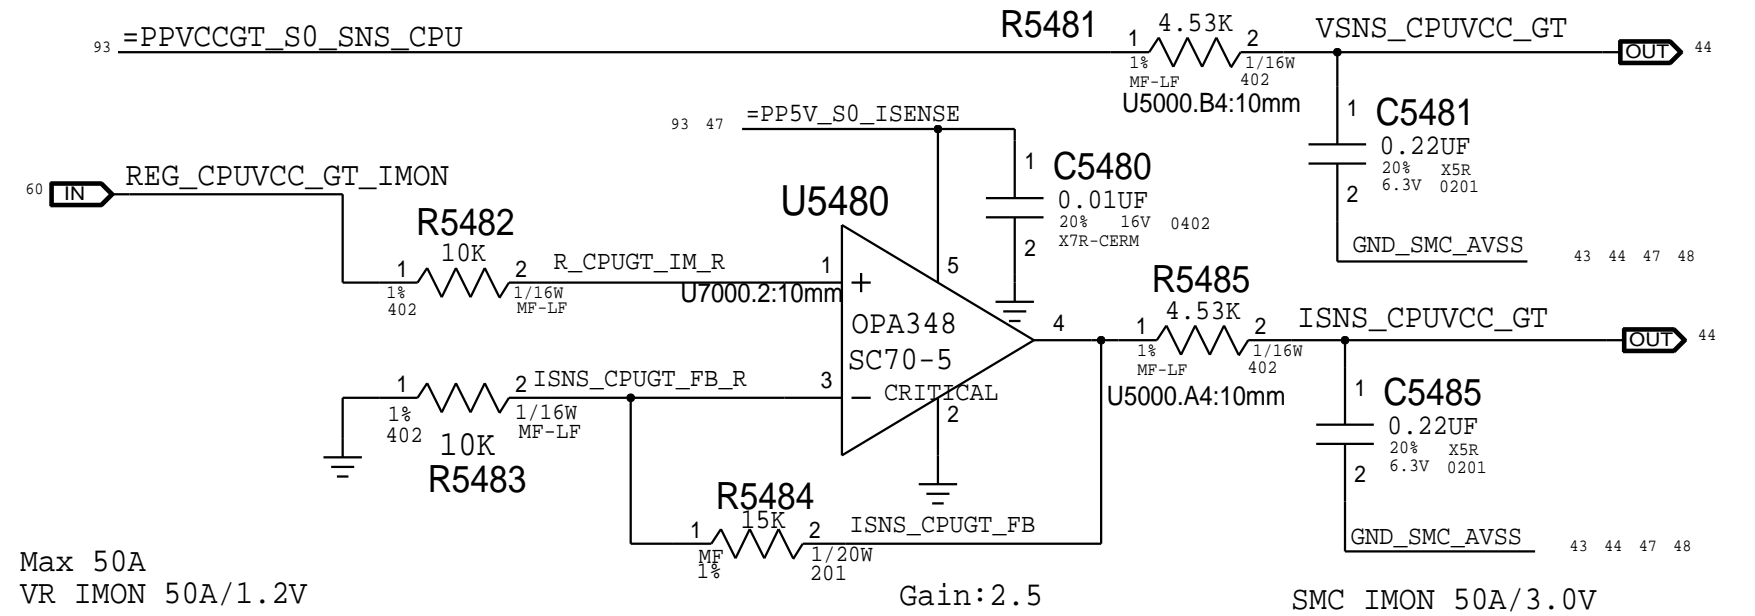 R5481
4.53K
VSNS_CPUVCC_GT
93 =PPVCCGT_S0_SNS_CPU
1 2
OUT 44
1% 1/16W
MF-LF 402
U5000.B4:10mm
93 47 =PP5V_S0_ISENSE
1 C5481
0.22UF
20% X5R
6.3V 0201
2
1 C5480
0.01UF
20% 16V 0402
X7R-CERM
2
60 IN REG_CPUVCC_GT_IMON
U5480
R5482
10K
GND_SMC_AVSS 43 44 47 48
1 2 R_CPUGT_IM_R 1 + 5
1% 1/16W U7000.2:10mm
402 MF-LF
R5485
4.53K
OPA348
SC70-5
CRITICAL
4 1 2 ISNS_CPUVCC_GT
OUT 44
1% 1/16W
MF-LF 402
U5000.A4:10mm
1 2 ISNS_CPUGT_FB_R 3 − 2
1% 1/16W
402 MF-LF
10K
R5483
1 C5485
0.22UF
20% X5R
6.3V 0201
2
R5484
15K
1 2 ISNS_CPUGT_FB
MF 1/20W
1% 201
GND_SMC_AVSS 43 44 47 48
Max 50A
VR IMON 50A/1.2V
Gain:2.5
SMC IMON 50A/3.0V